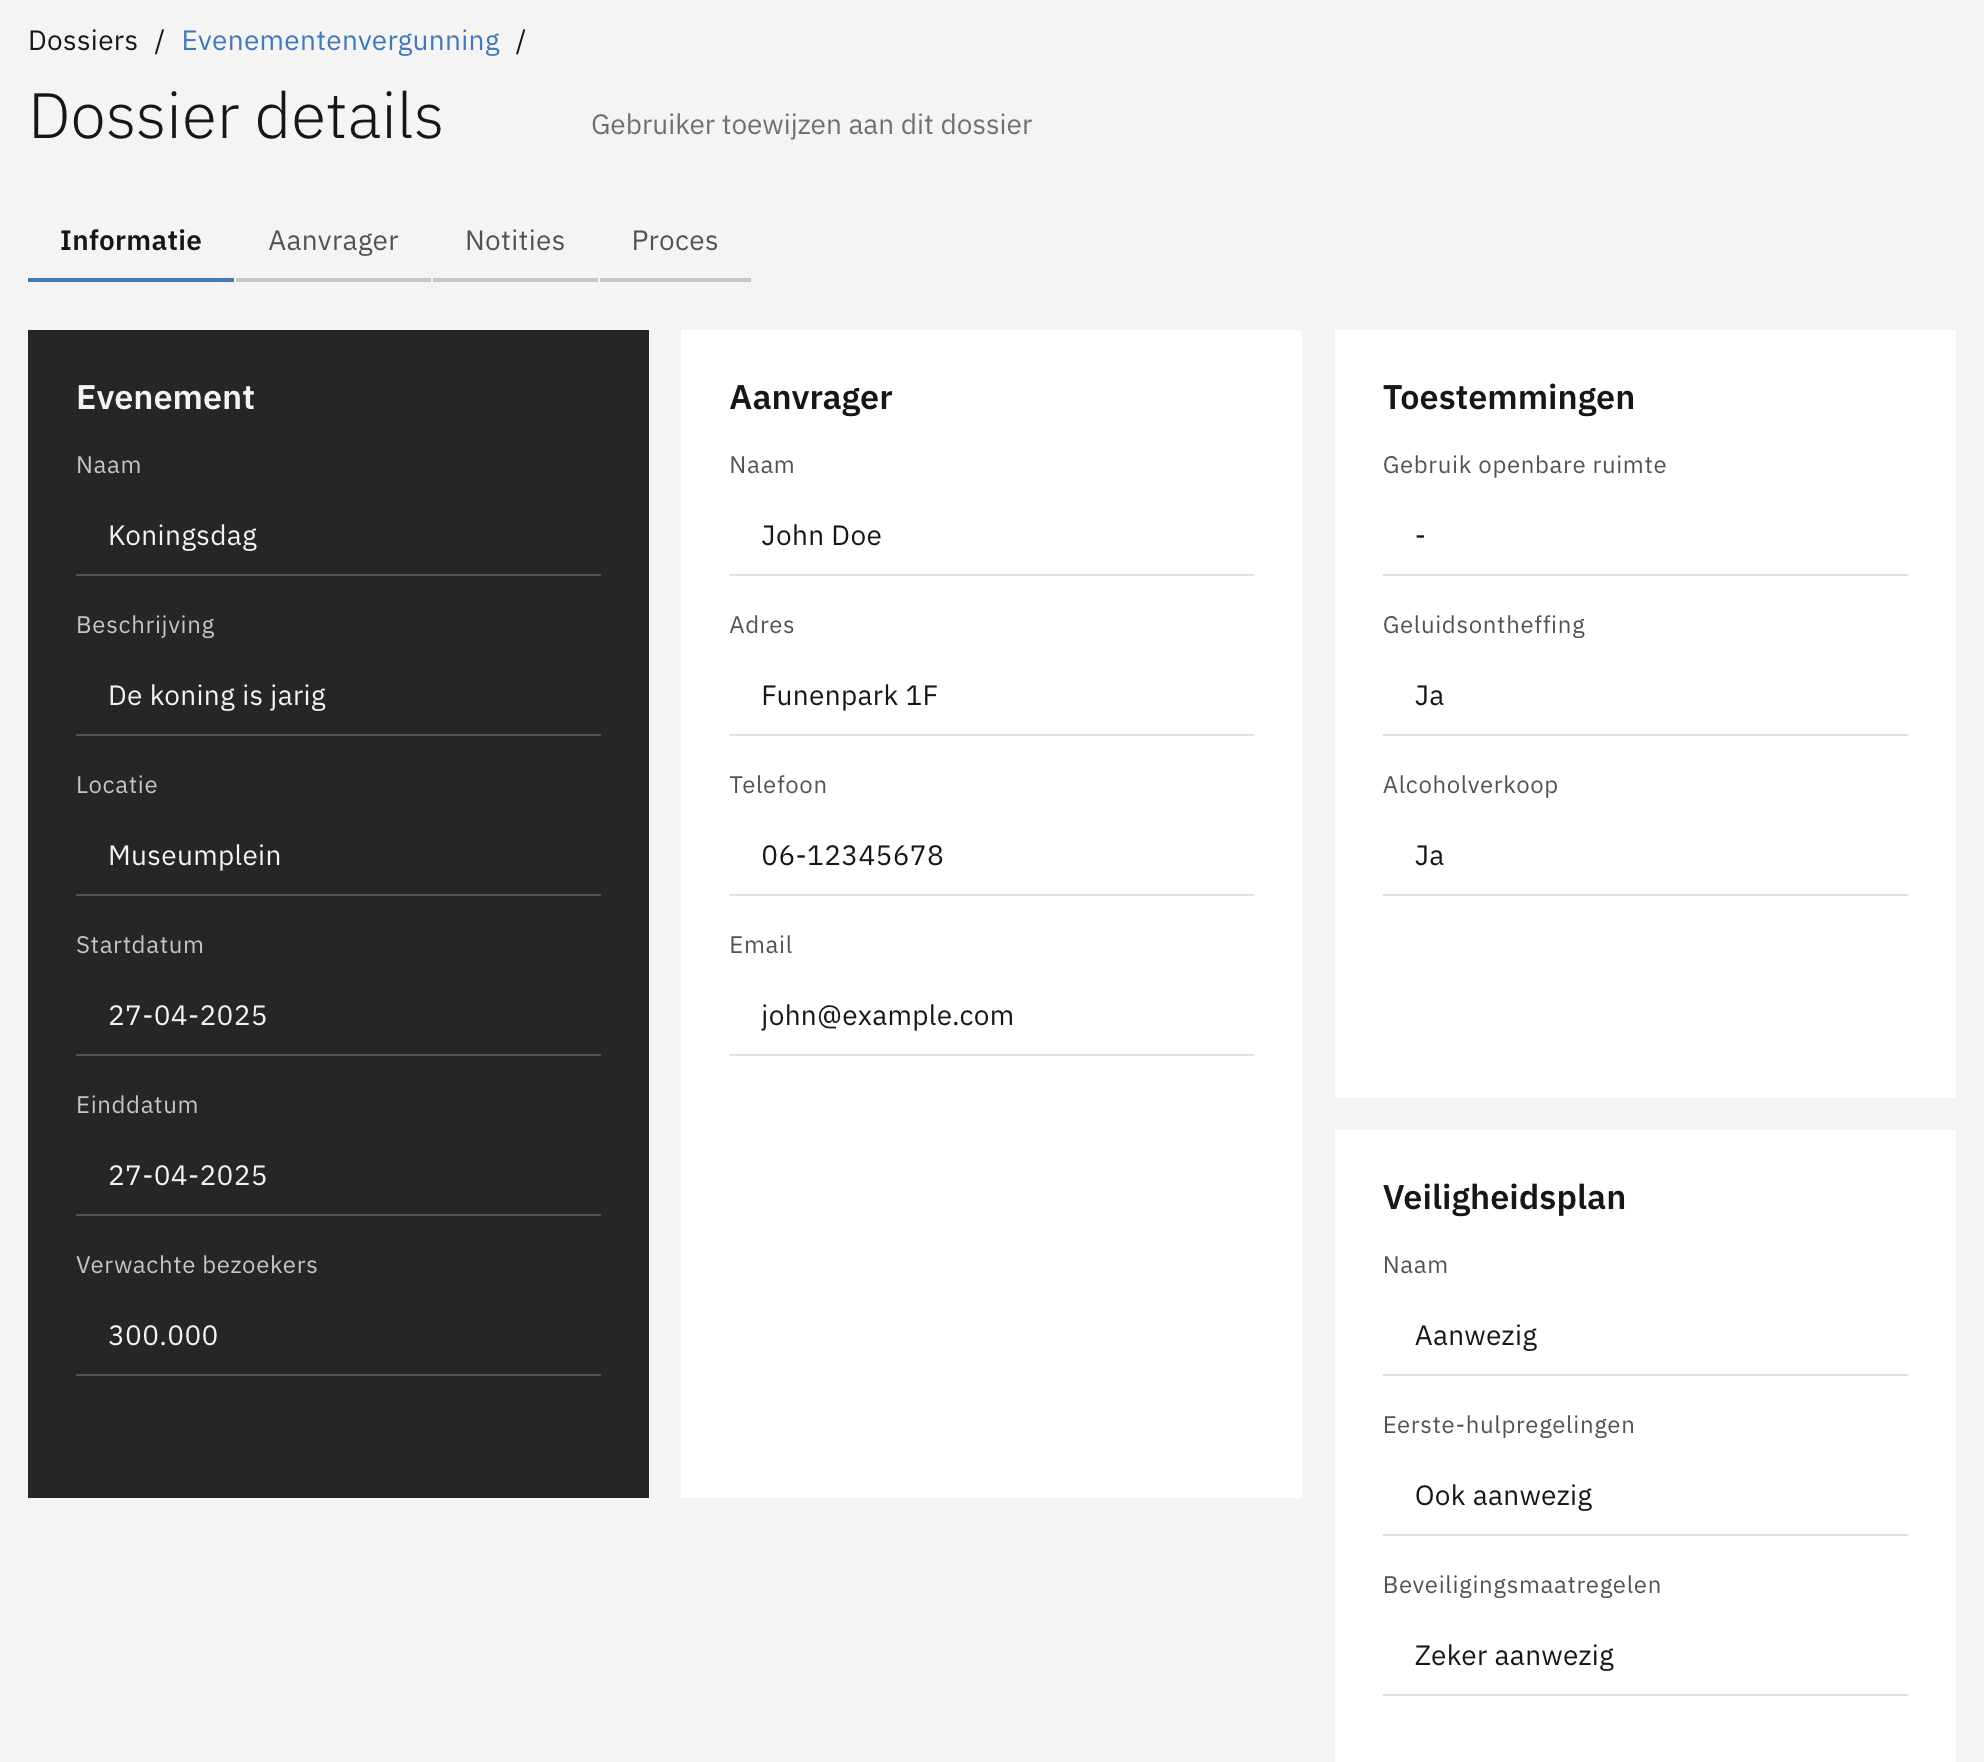 Dossiers / Evenementenvergunning /
Dossier details
Gebruiker toewijzen aan dit dossier
Informatie
Aanvrager
Notities
Proces
Evenement
Naam
Koningsdag
Beschrijving
De koning is jarig
Locatie
Museumplein
Startdatum
27-04-2025
Einddatum
27-04-2025
Verwachte bezoekers
300.000
Aanvrager
Naam
John Doe
Adres
Funenpark 1F
Telefoon
06-12345678
Email
john@example.com
Toestemmingen
Gebruik openbare ruimte
-
Geluidsontheffing
Ja
Alcoholverkoop
Ja
Veiligheidsplan
Naam
Aanwezig
Eerste-hulpregelingen
Ook aanwezig
Beveiligingsmaatregelen
Zeker aanwezig